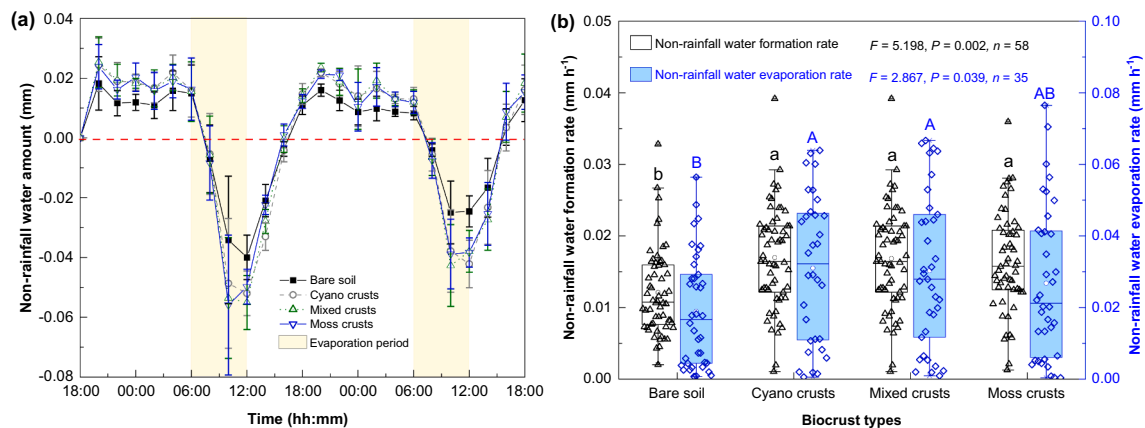 (a)
0.04
0.02
0.00
-0.02
-0.04
-0.06
-0.08
Non-rainfall water amount (mm)
Bare soil
Cyano crusts
Mixed crusts
Moss crusts
Evaporation period
18:00 00:00 06:00 12:00 18:00 00:00 06:00 12:00 18:00
Time (hh:mm)
(b)
0.05
0.04
0.03
0.02
0.01
0.00
Non-rainfall water formation rate (mm h⁻¹)
Non-rainfall water formation rate
F = 5.198, P = 0.002, n = 58
Non-rainfall water evaporation rate
F = 2.867, P = 0.039, n = 35
b B a A a A a AB
0.10
0.08
0.06
0.04
0.02
0.00
Non-rainfall water evaporation rate (mm h⁻¹)
Bare soil Cyano crusts Mixed crusts Moss crusts
Biocrust types